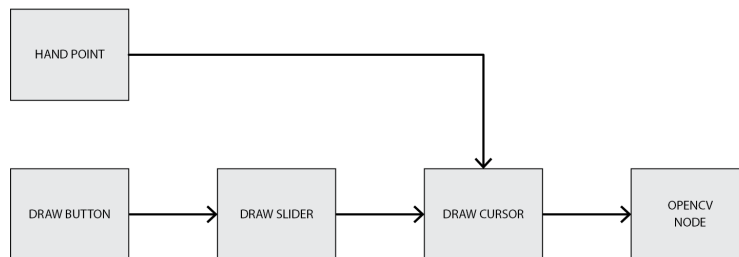 HAND POINT
DRAW BUTTON
DRAW SLIDER
DRAW CURSOR
OPENCV
NODE